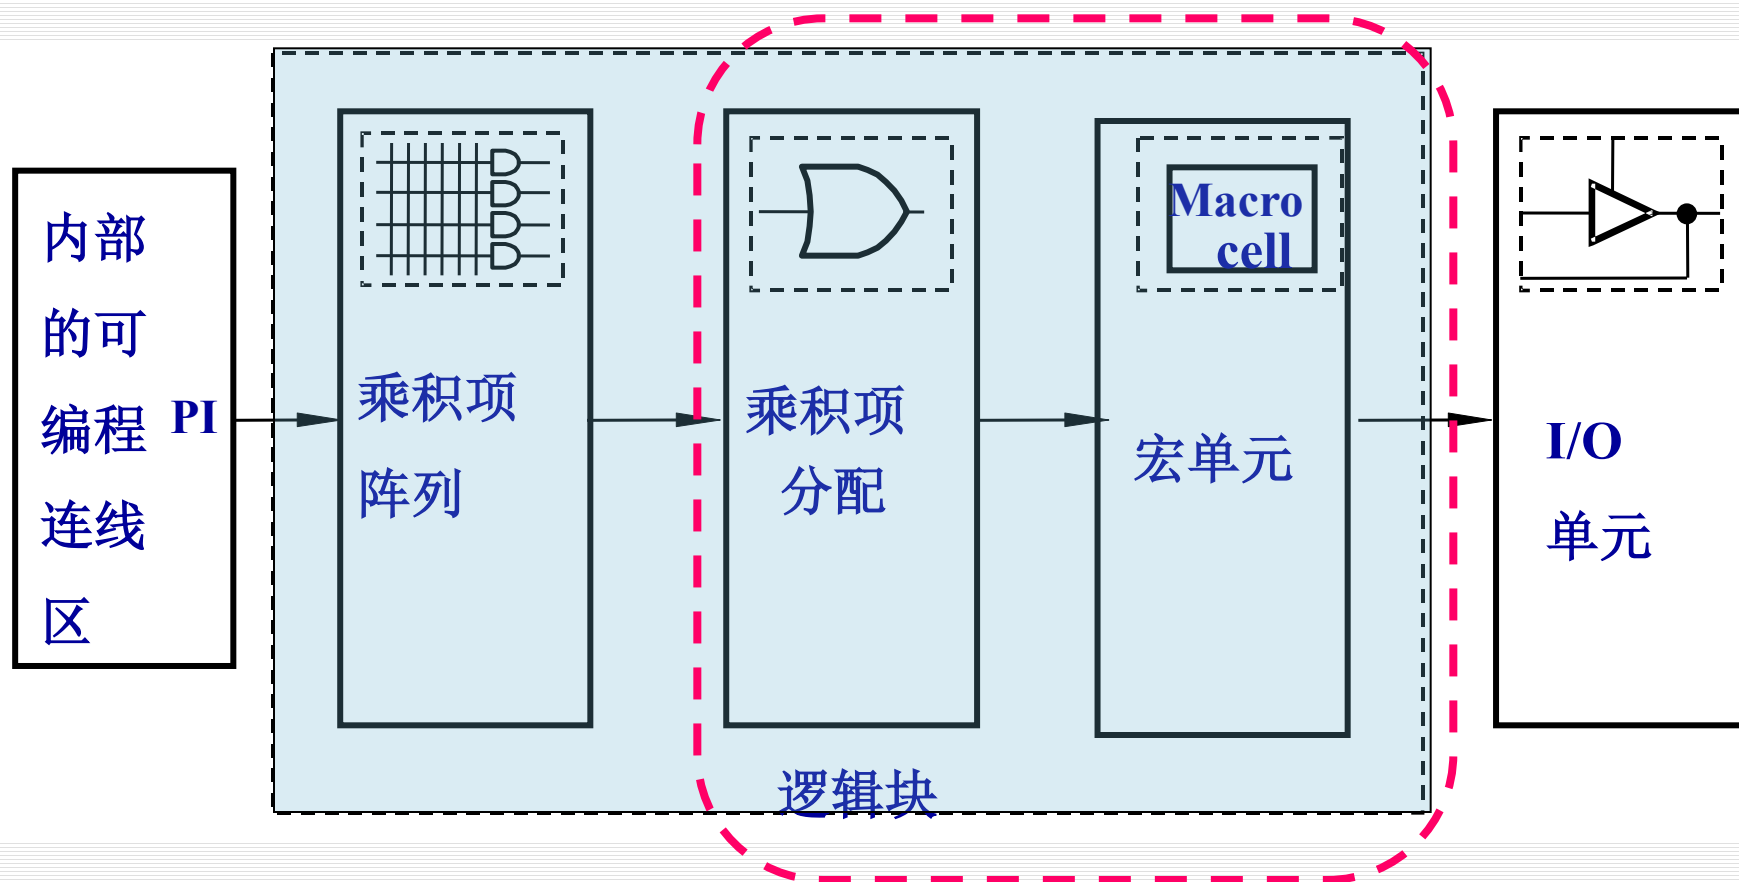 内部
的可
编程
连线
区
PI
乘积项
阵列
乘积项
分配
Macro
cell
宏单元
逻辑块
I/O
单元